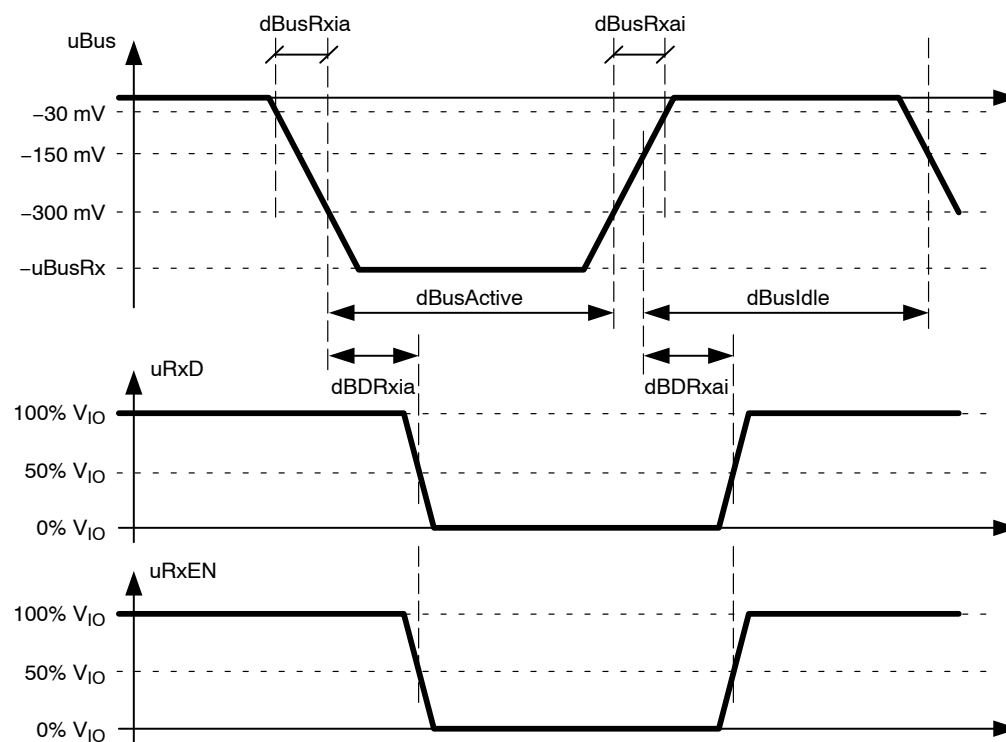 dBusRxia dBusRxai
uBus
−30 mV
−150 mV
−300 mV
−uBusRx
dBusActive dBusIdle
uRxD
dBDRxia dBDRxai
100% VIO
50% VIO
0% VIO
uRxEN
100% VIO
50% VIO
0% VIO